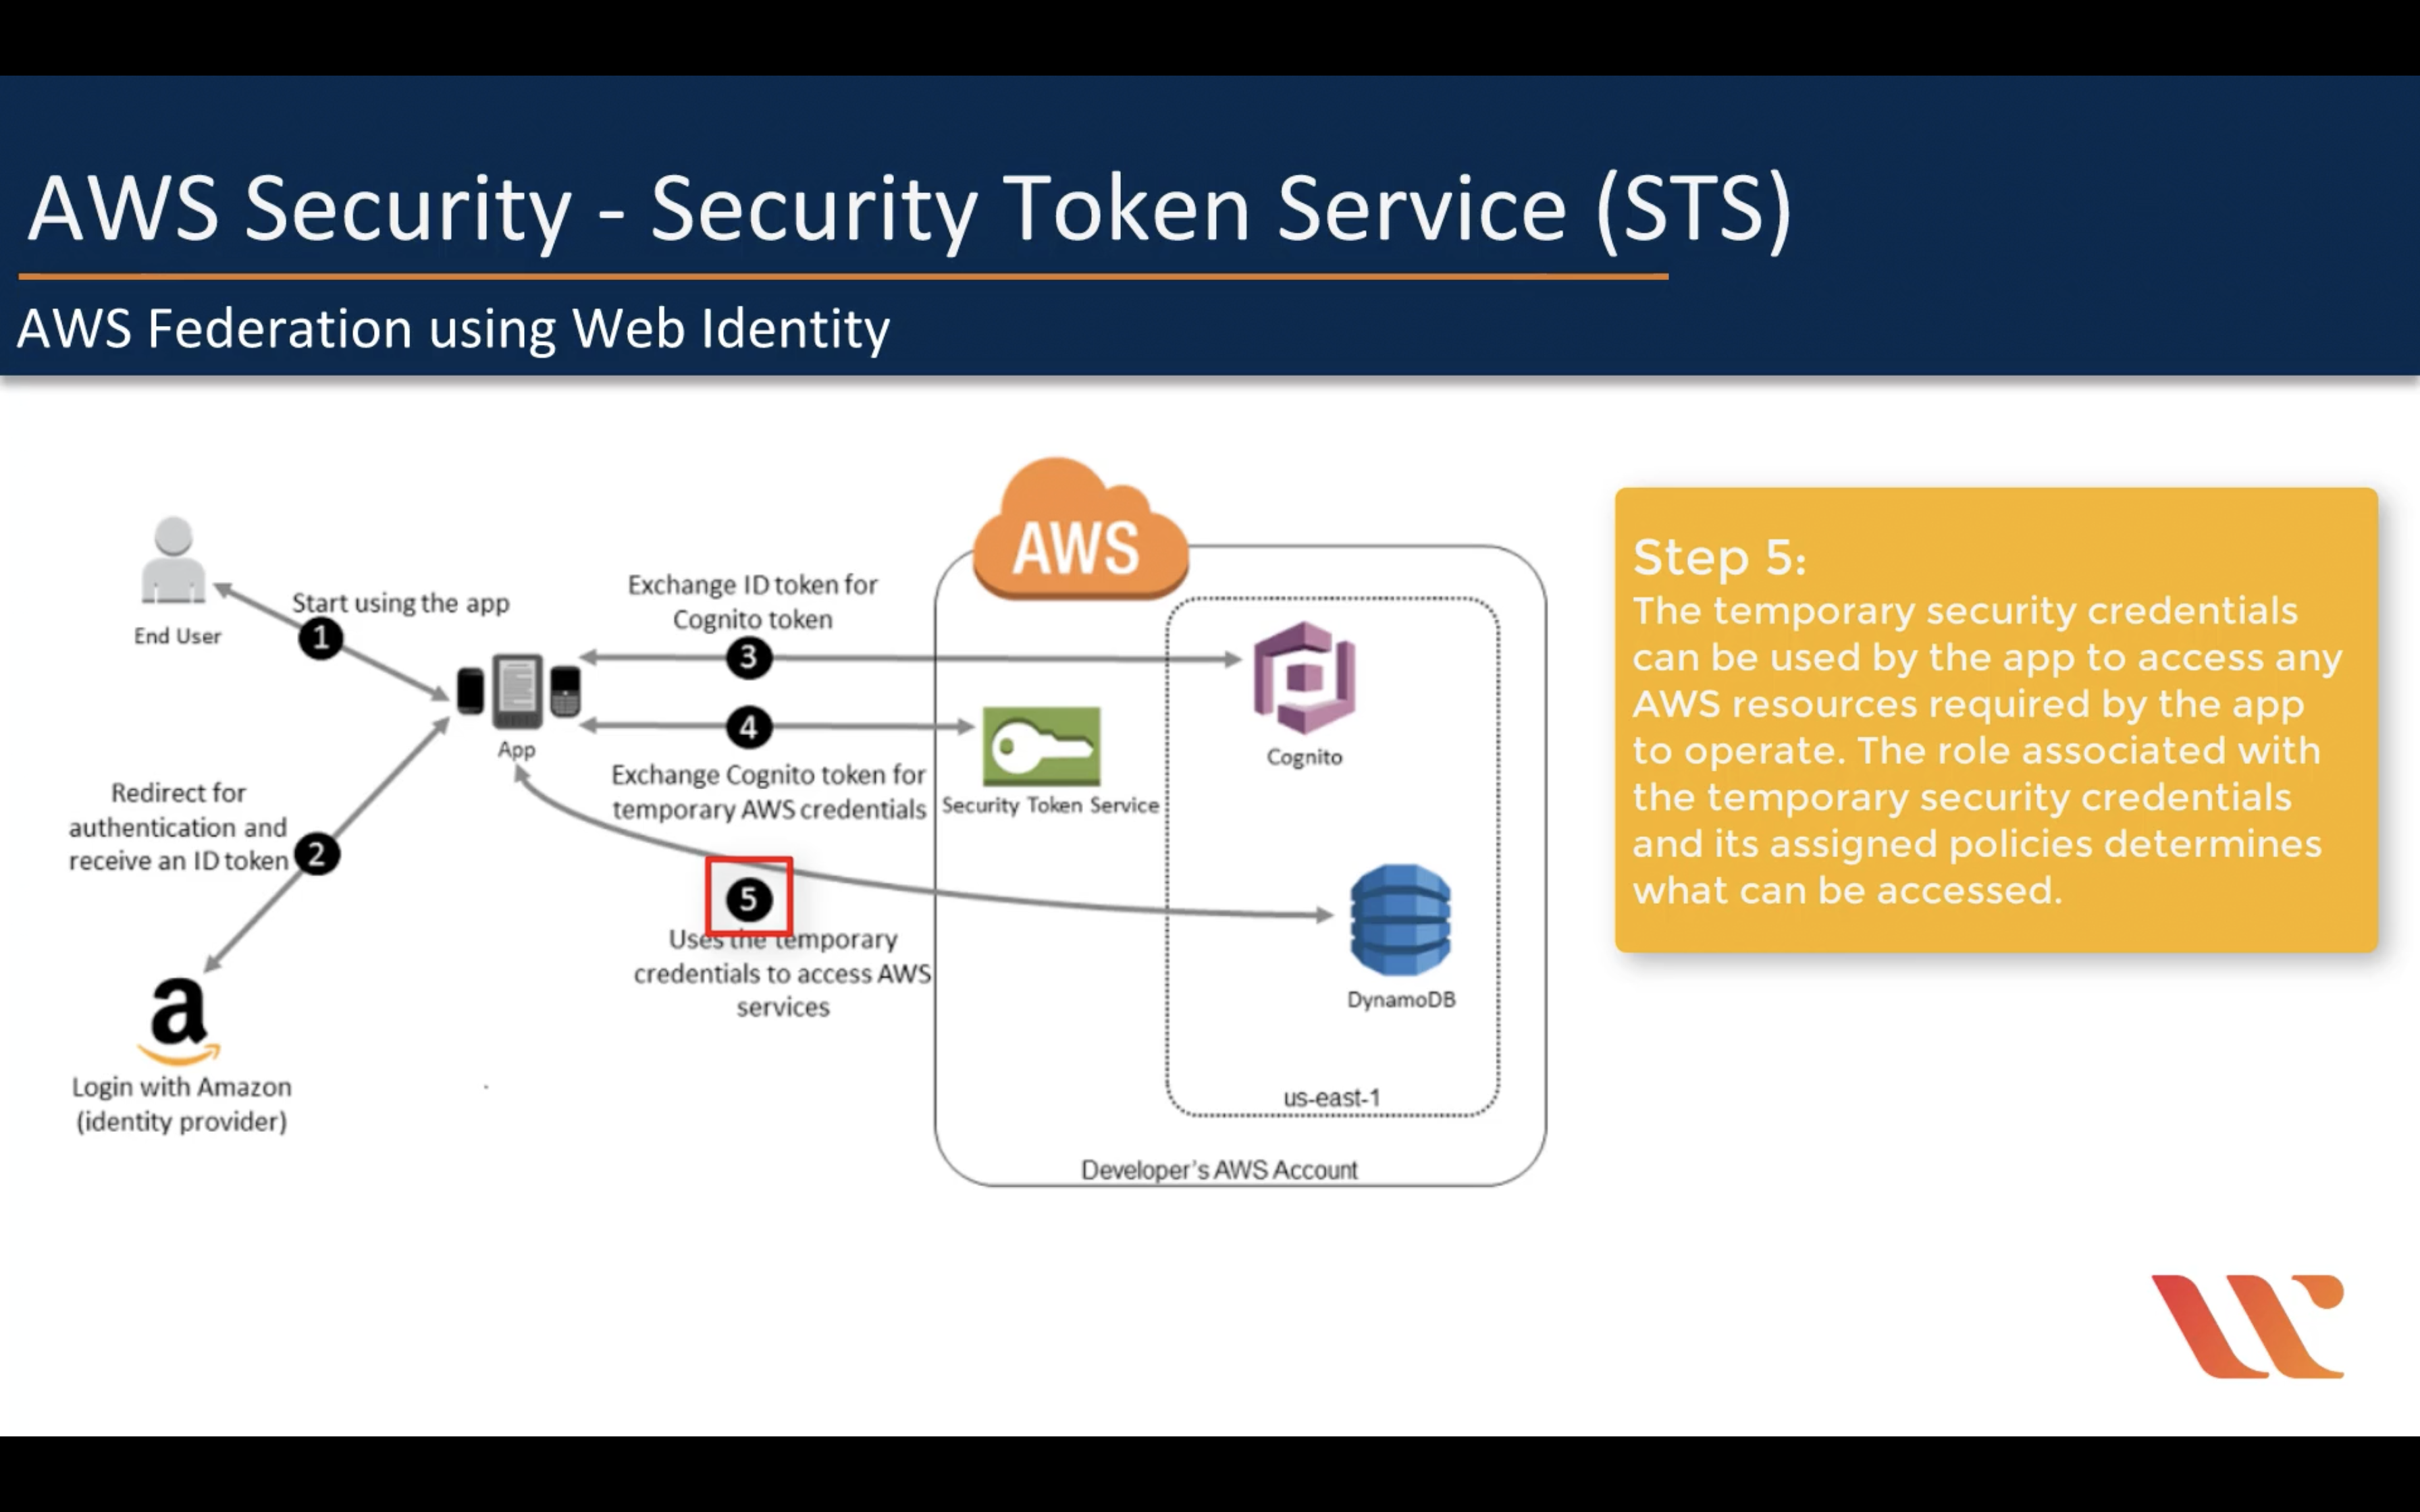 AWS Security - Security Token Service (STS)
AWS Federation using Web Identity
End User
Start using the app
1
App
Redirect for
authentication and
receive an ID token
2
a
Login with Amazon
(identity provider)
Exchange ID token for
Cognito token
3
4
Exchange Cognito token for
temporary AWS credentials
5
Uses the temporary
credentials to access AWS
services
AWS
Security Token Service
Cognito
DynamoDB
us-east-1
Developer's AWS Account
Step 5:
The temporary security credentials
can be used by the app to access any
AWS resources required by the app
to operate. The role associated with
the temporary security credentials
and its assigned policies determines
what can be accessed.